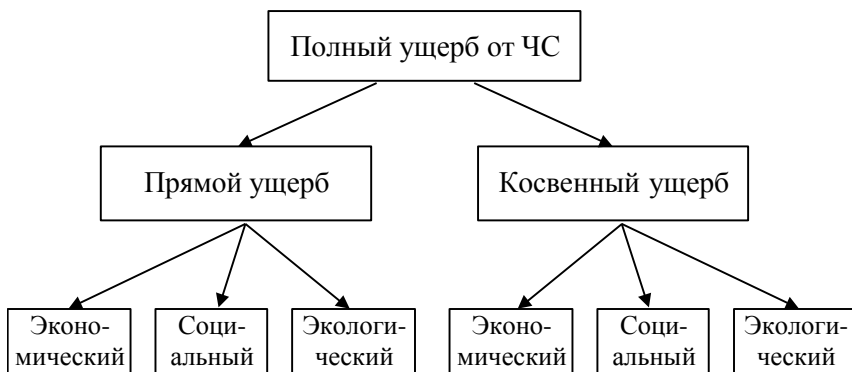 Полный ущерб от ЧС
Прямой ущерб
Косвенный ущерб
Эконо-
мический
Соци-
альный
Экологи-
ческий
Эконо-
мический
Соци-
альный
Экологи-
ческий